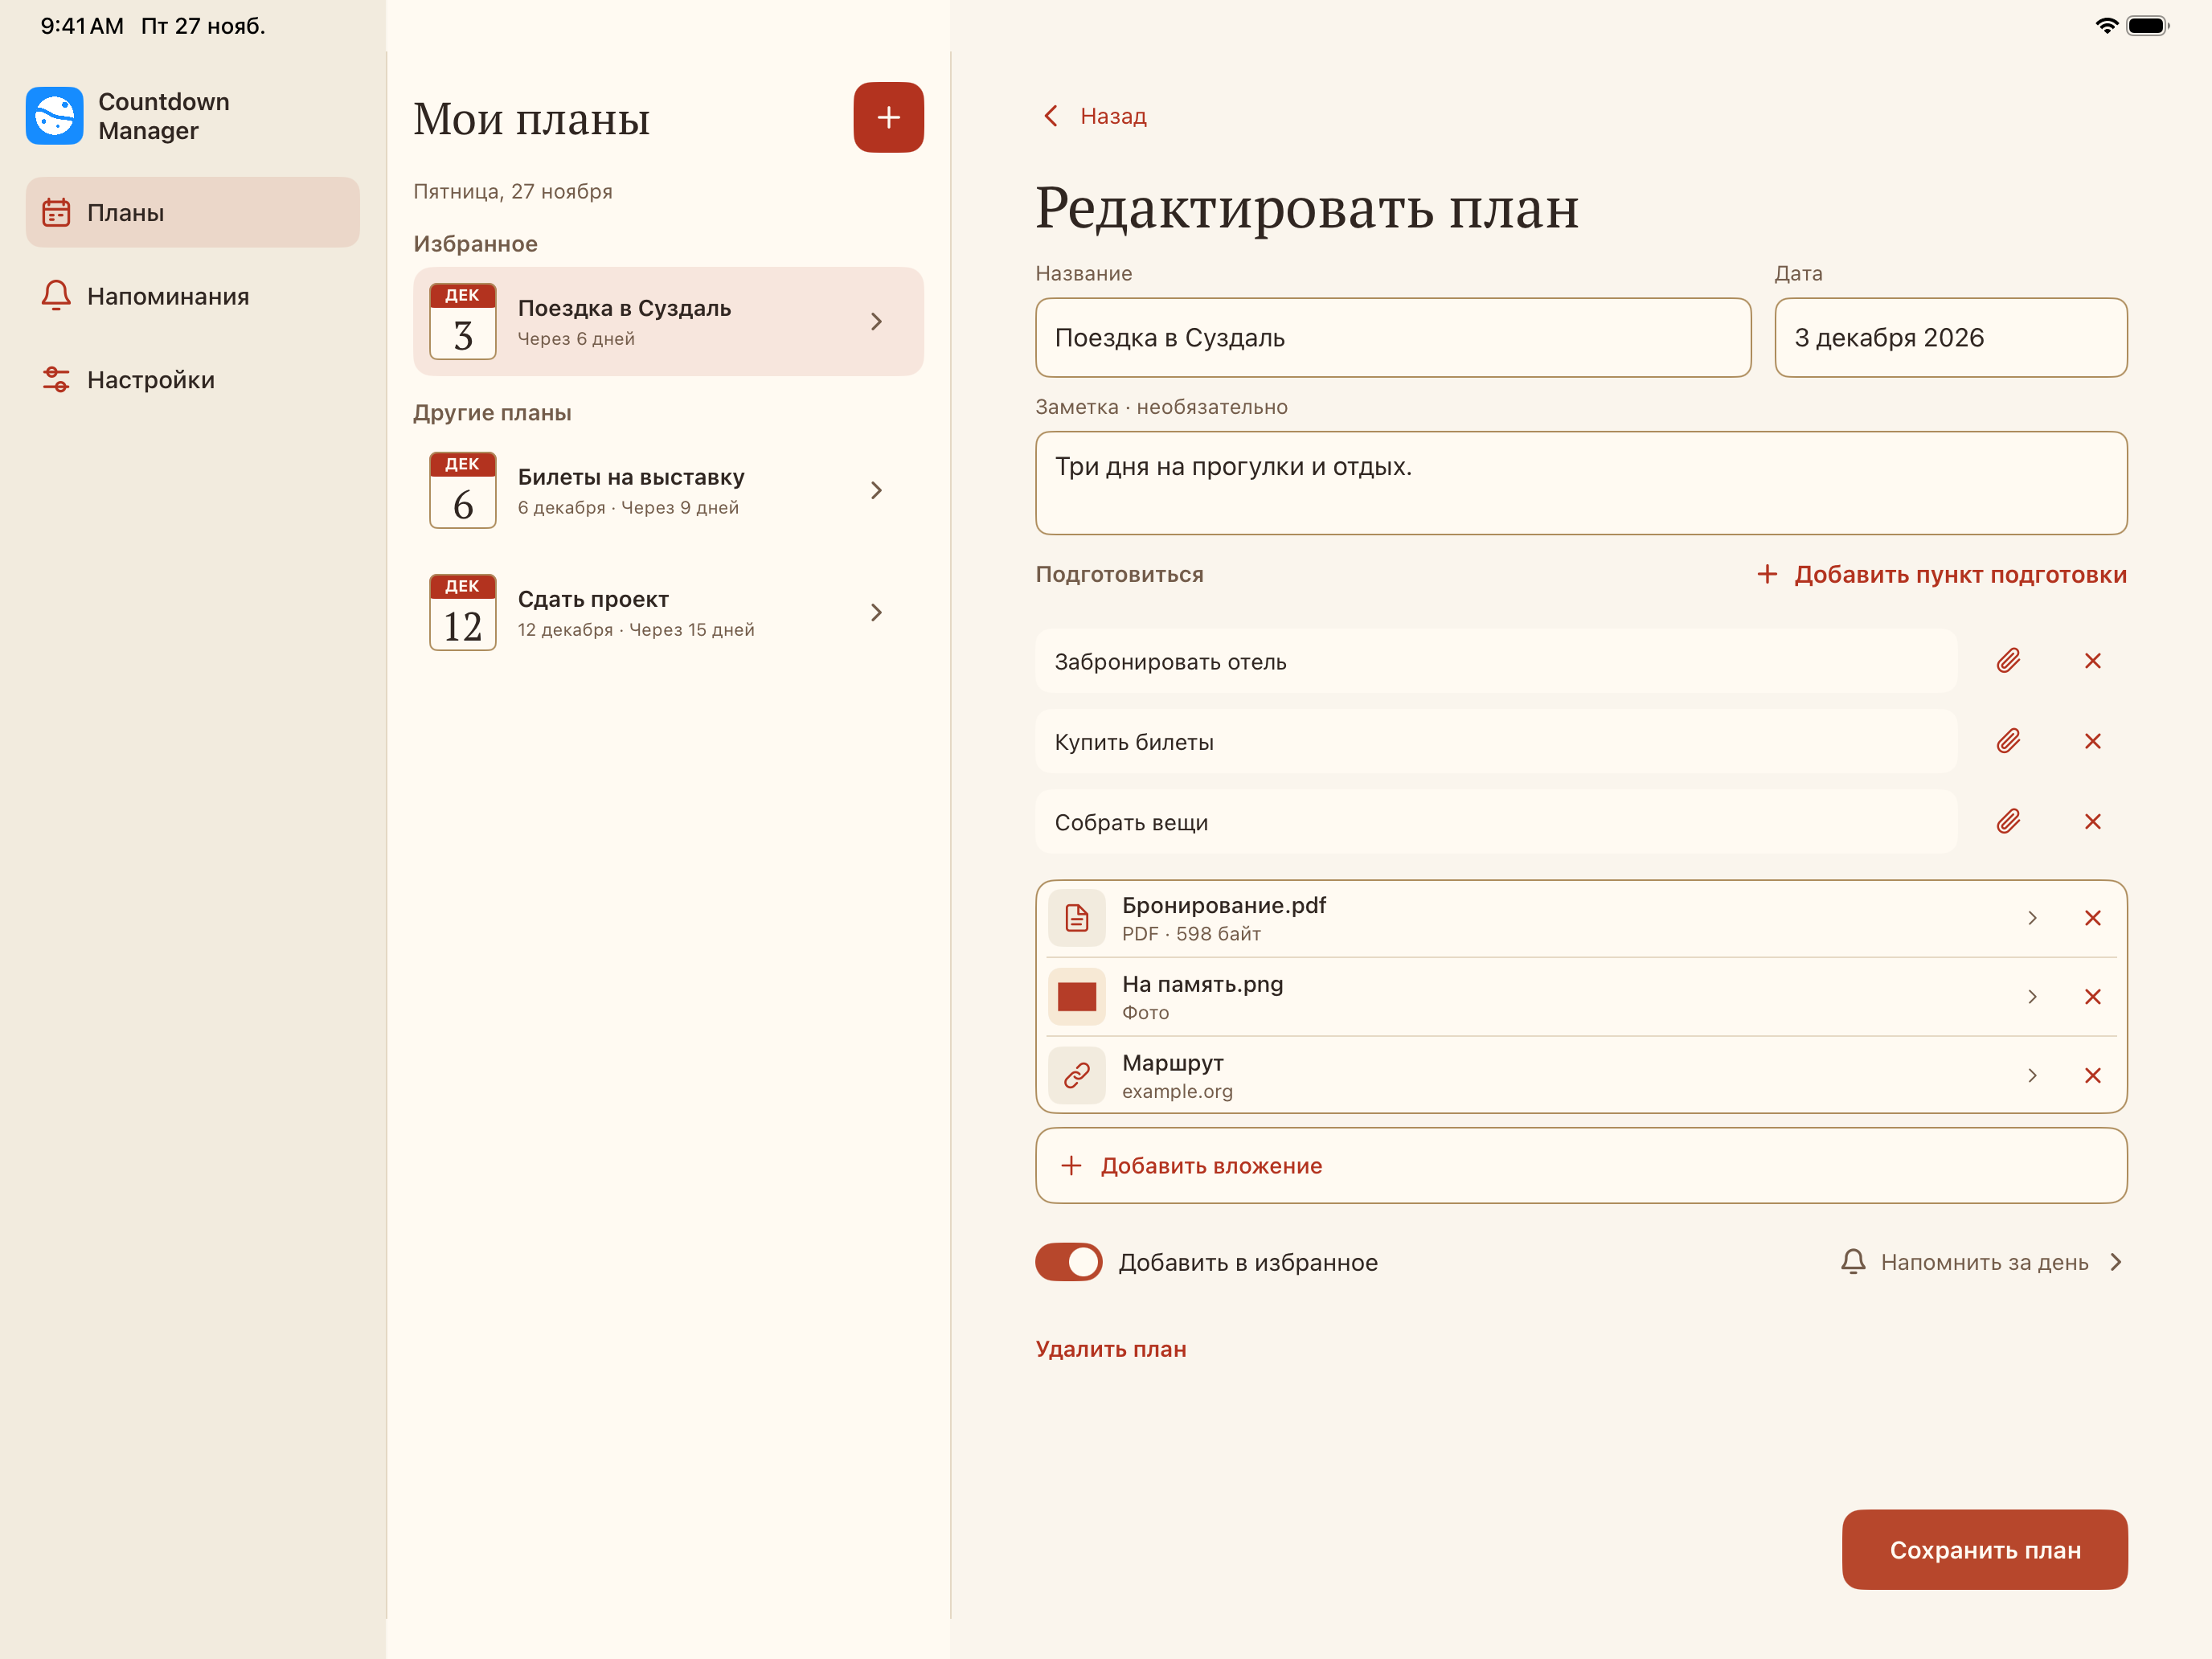 9:41 AM Пт 27 нояб.
Countdown
Manager
Планы
Напоминания
Настройки
Мои планы
Пятница, 27 ноября
Избранное
ДЕК
3
Поездка в Суздаль
Через 6 дней
Другие планы
ДЕК
6
Билеты на выставку
6 декабря · Через 9 дней
ДЕК
12
Сдать проект
12 декабря · Через 15 дней
Назад
Редактировать план
Название
Дата
Поездка в Суздаль
3 декабря 2026
Заметка · необязательно
Три дня на прогулки и отдых.
Подготовиться
Добавить пункт подготовки
Забронировать отель
Купить билеты
Собрать вещи
Бронирование.pdf
PDF · 598 байт
На память.png
Фото
Маршрут
example.org
Добавить вложение
Добавить в избранное
Напомнить за день
Удалить план
Сохранить план